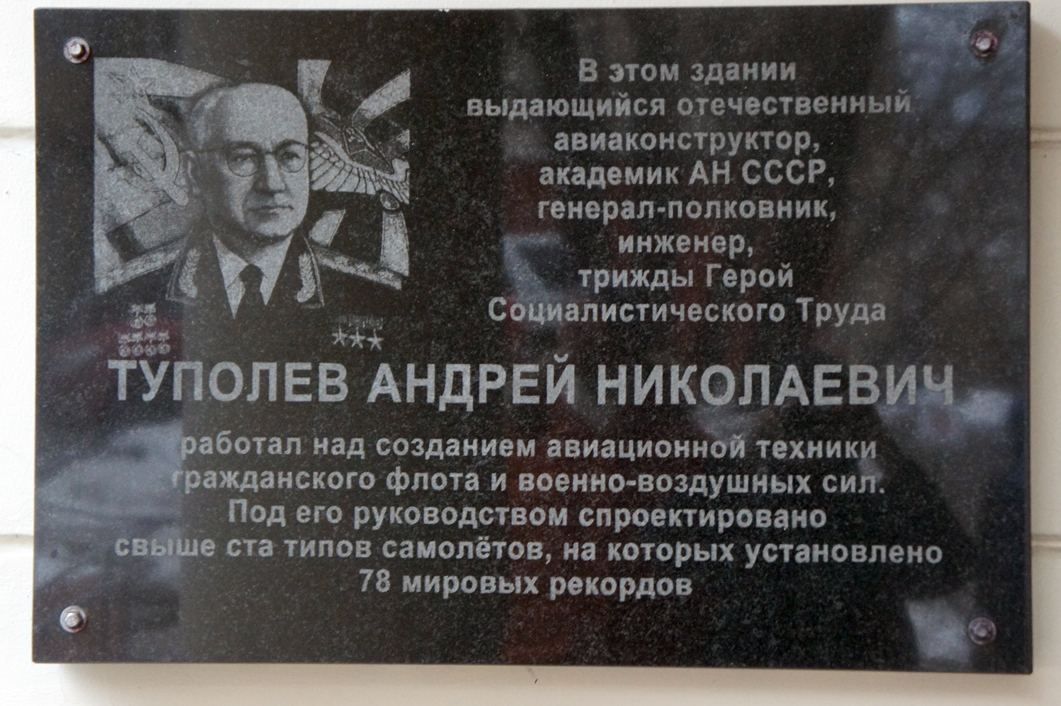 В этом здании
выдающийся отечественный
авиаконструктор,
академик АН СССР,
генерал-полковник,
инженер,
трижды Герой
Социалистического Труда
ТУПОЛЕВ АНДРЕЙ НИКОЛАЕВИЧ
работал над созданием авиационной техники
гражданского флота и военно-воздушных сил.
Под его руководством спроектировано
свыше ста типов самолётов, на которых установлено
78 мировых рекордов